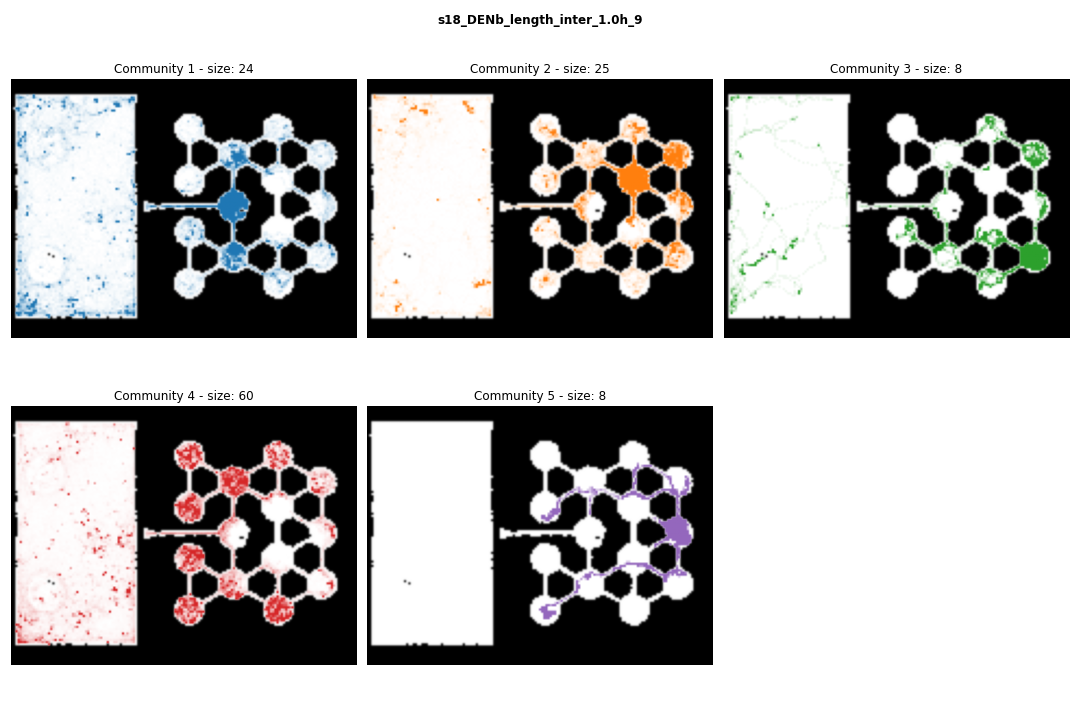 s18_DENb_length_inter_1.0h_9
Community 1 - size: 24
Community 2 - size: 25
Community 3 - size: 8
Community 4 - size: 60
Community 5 - size: 8